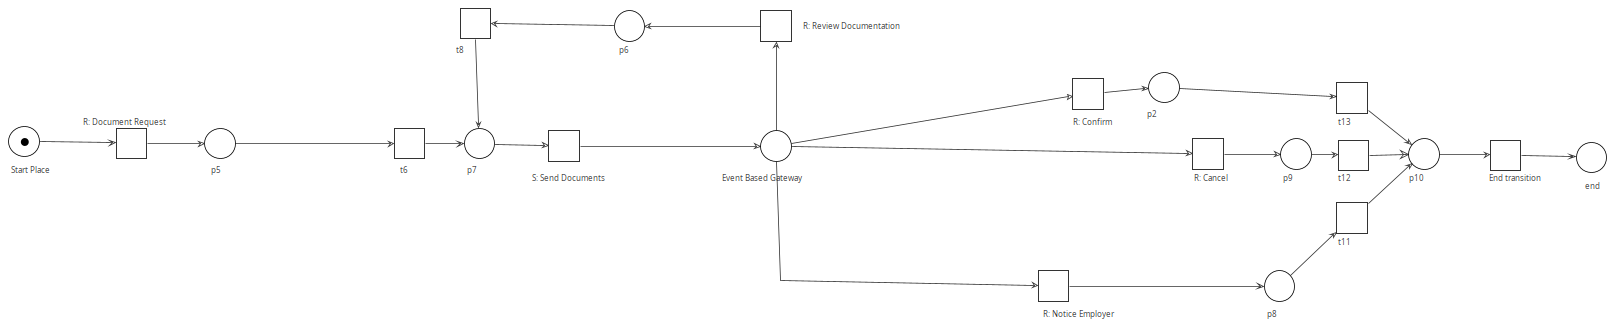 R: Review Documentation
t8
p6
R: Document Request
R: Confirm
p2
t13
Start Place
p5
t6
p7
S: Send Documents
Event Based Gateway
R: Cancel
p9
t12
p10
End transition
end
t11
R: Notice Employer
p8